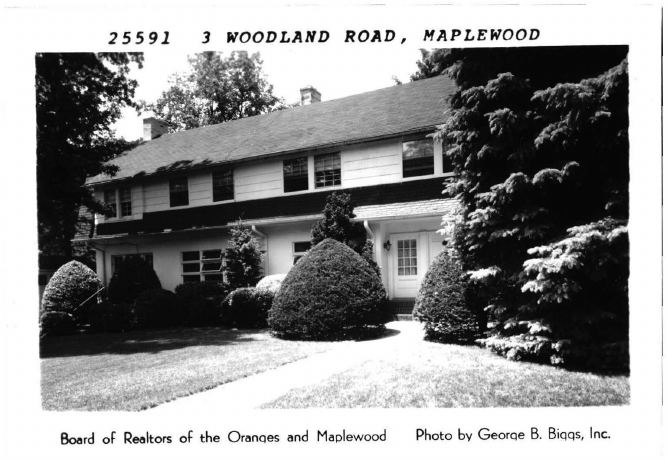 25591 3 WOODLAND ROAD, MAPLEWOOD
Board of Realtors of the Oranges and Maplewood Photo by George B. Biggs, Inc.